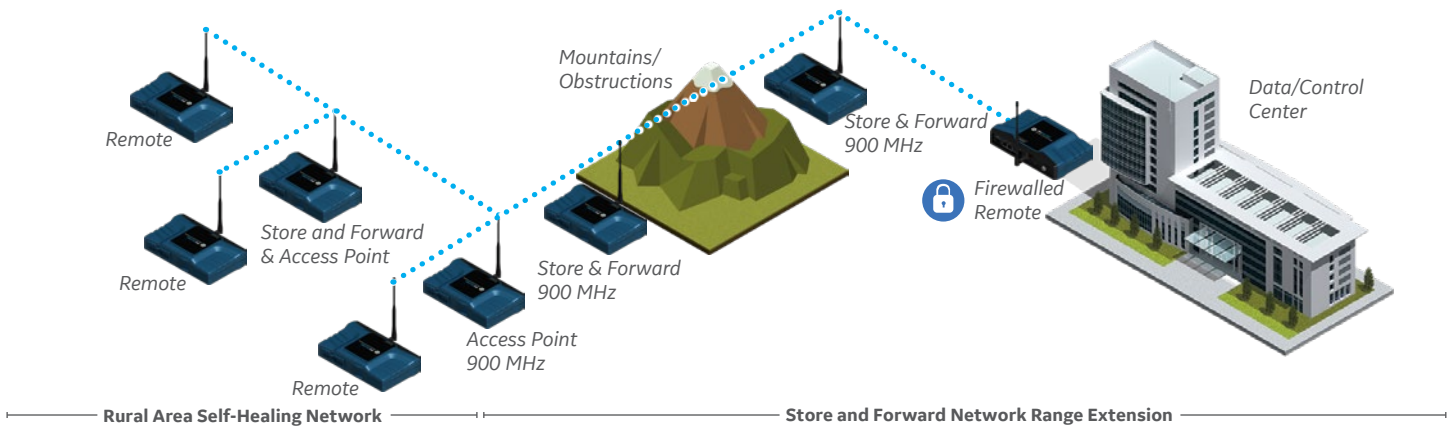 Remote
Remote
Store and Forward
& Access Point
Remote
Access Point
900 MHz
Store & Forward
900 MHz
Mountains/
Obstructions
Store & Forward
900 MHz
Firewalled
Remote
Data/Control
Center
Rural Area Self-Healing Network
Store and Forward Network Range Extension